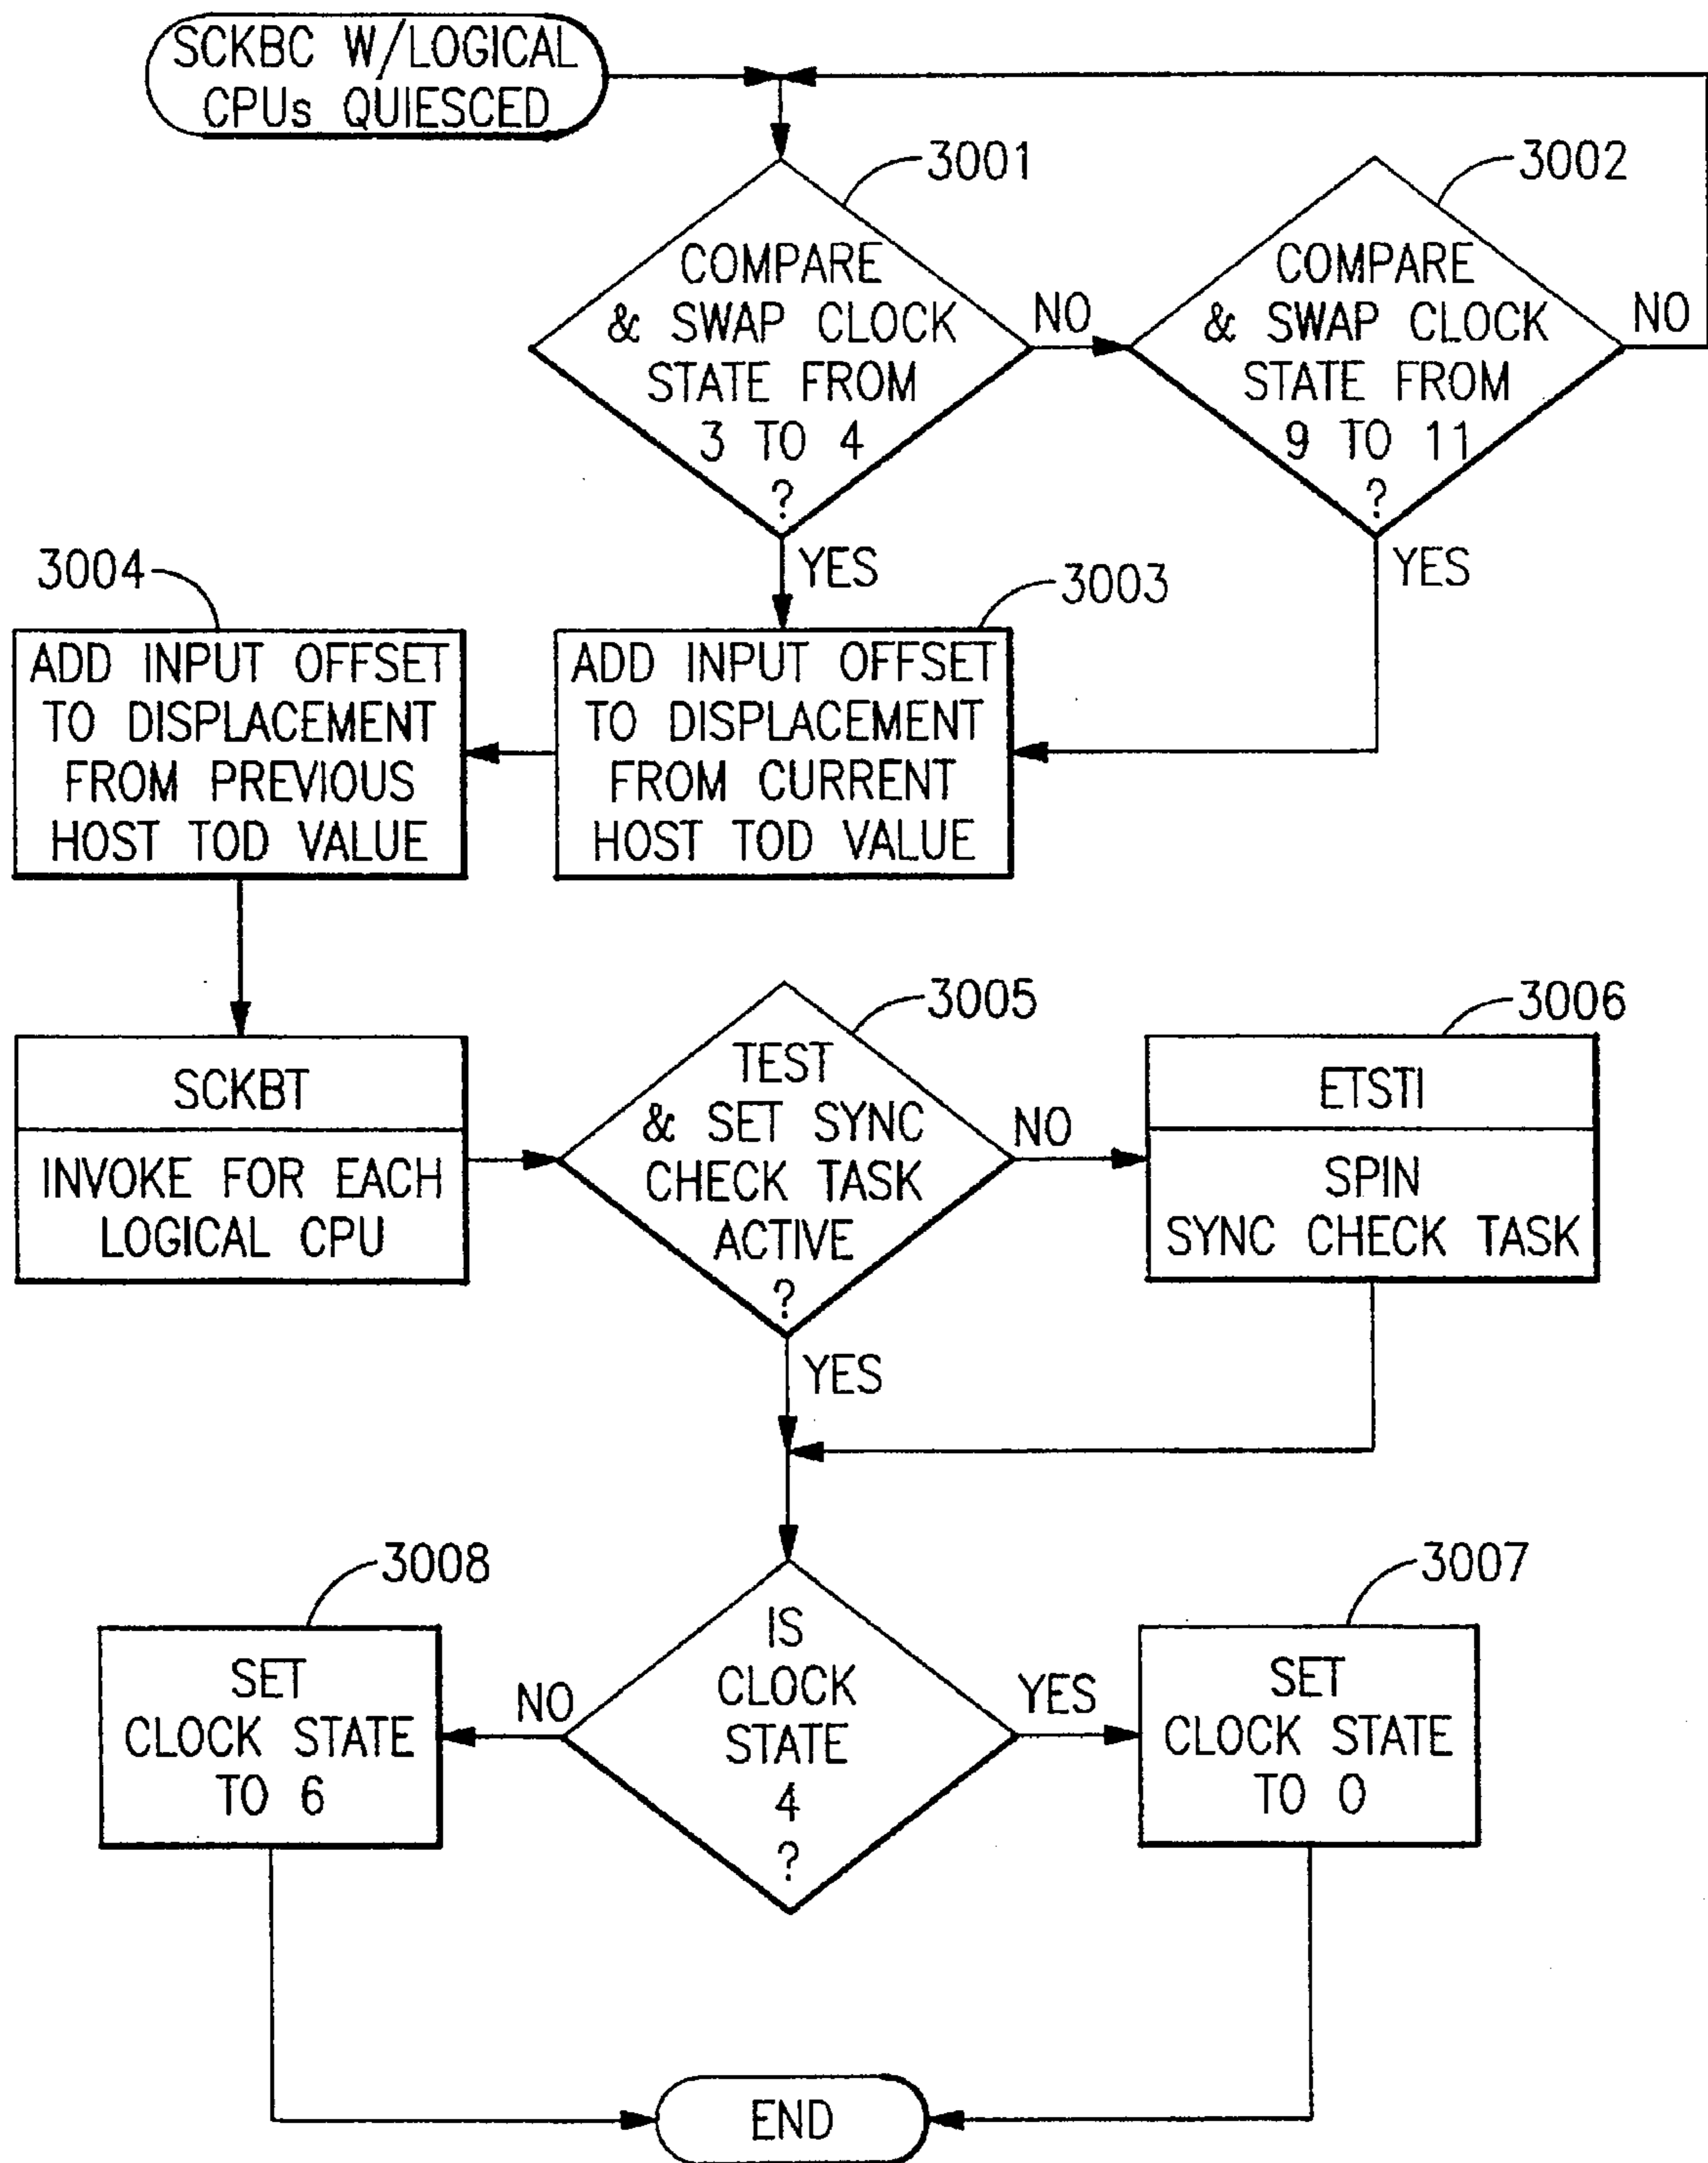 SCKBC W/LOGICAL
CPUs QUIESCED
3001
COMPARE
& SWAP CLOCK
STATE FROM
3 TO 4
?
NO
YES
3002
COMPARE
& SWAP CLOCK
STATE FROM
9 TO 11
?
NO
YES
3004
ADD INPUT OFFSET
TO DISPLACEMENT
FROM PREVIOUS
HOST TOD VALUE
3003
ADD INPUT OFFSET
TO DISPLACEMENT
FROM CURRENT
HOST TOD VALUE
SCKBT
INVOKE FOR EACH
LOGICAL CPU
3005
TEST
& SET SYNC
CHECK TASK
ACTIVE
?
NO
YES
3006
ETSTI
SPIN
SYNC CHECK TASK
3008
SET
CLOCK STATE
TO 6
NO
IS
CLOCK
STATE
4
?
YES
3007
SET
CLOCK STATE
TO 0
END